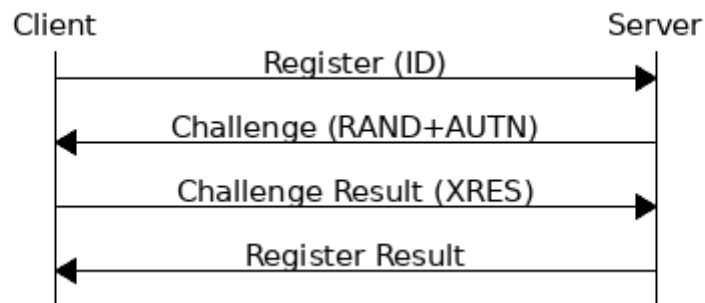 Client Server
Register (ID)
Challenge (RAND+AUTN)
Challenge Result (XRES)
Register Result